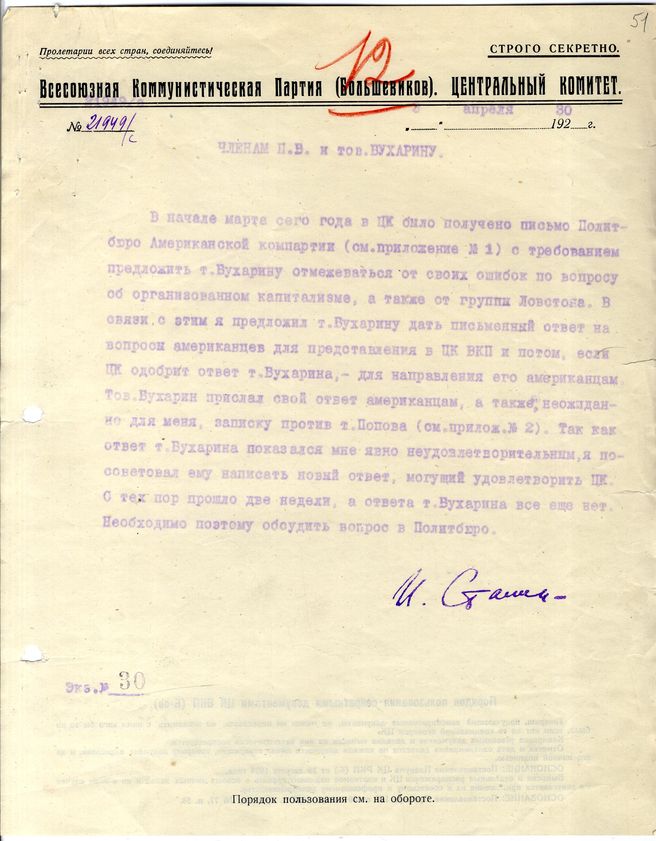 51
Пролетарии всех стран, соединяйтесь!
12
СТРОГО СЕКРЕТНО.
Всесоюзная Коммунистическая Партия (Большевиков). ЦЕНТРАЛЬНЫЙ КОМИТЕТ.
№ 21949/с
апреля 30
„ “ 192 г.
ЧЛЕНАМ П.Б. и тов.БУХАРИНУ.
В начале марта сего года в ЦК было получено письмо Полит-
бюро Американской компартии (см.приложение № 1) с требованием
предложить т.Бухарину отмежеваться от своих ошибок по вопросу
об организованном капитализме, а также от группы Ловстона. В
связи с этим я предложил т.Бухарину дать письменный ответ на
вопросы американцев для представления в ЦК ВКП и потом, если
ЦК одобрит ответ т.Бухарина,- для направления его американцам.
Тов.Бухарин прислал свой ответ американцам, а также, неожидан-
но для меня, записку против т.Попова (см.прилож.№ 2). Так как
ответ т.Бухарина показался мне явно неудовлетворительным,я по-
советовал ему написать новый ответ, могущий удовлетворить ЦК.
С тех пор прошло две недели, а ответа т.Бухарина все еще нет.
Необходимо поэтому обсудить вопрос в Политбюро.
И. Сталин
Экз.№ 30
Порядок пользования см. на обороте.